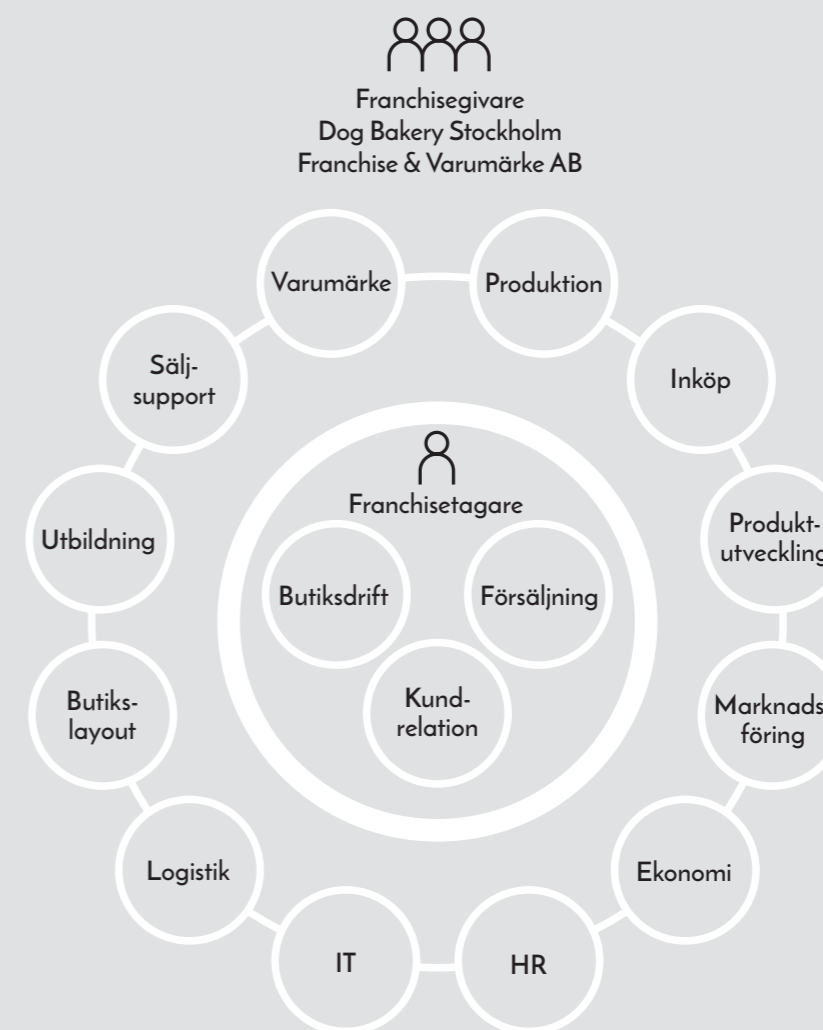 Franchisegivare
Dog Bakery Stockholm
Franchise & Varumärke AB
Varumärke
Produktion
Sälj-
support
Inköp
Franchisetagare
Utbildning
Produkt-
utveckling
Butiksdrift
Försäljning
Kund-
relation
Butiks-
layout
Marknads-
föring
Logistik
Ekonomi
IT
HR